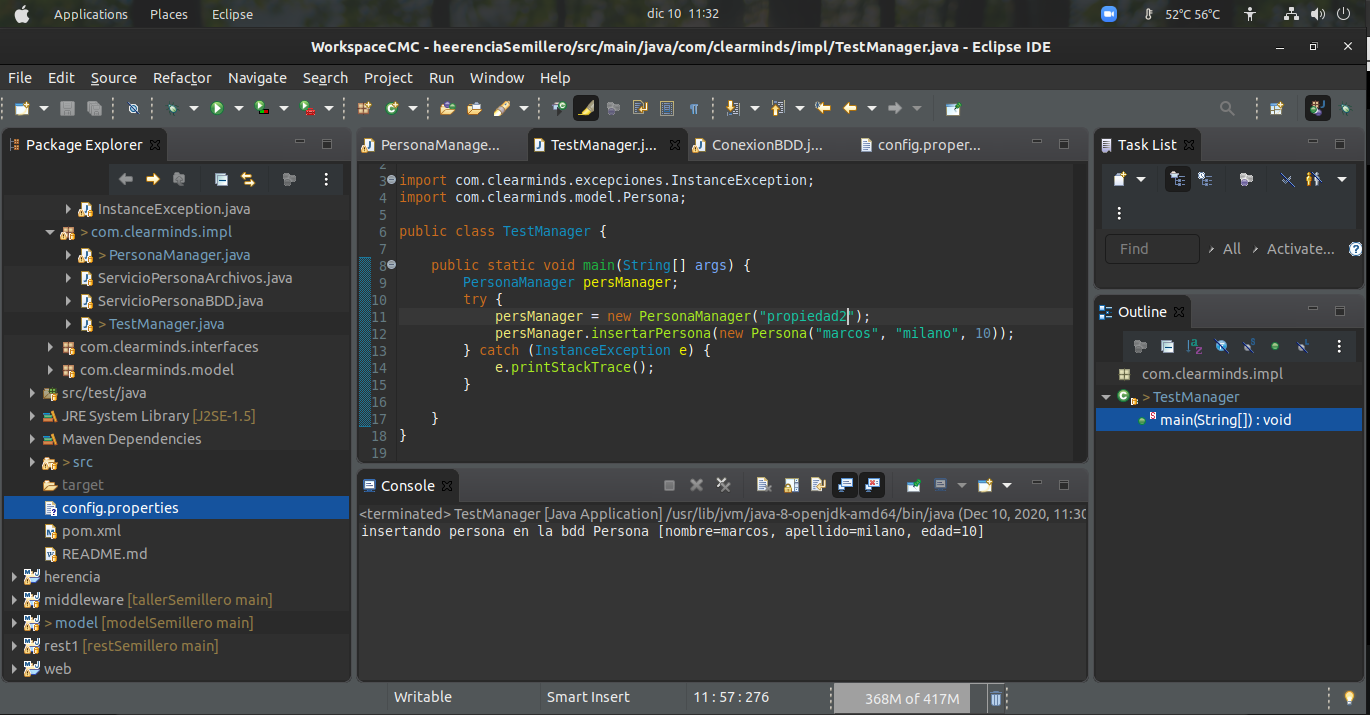 Applications Places Eclipse dic 10 11:32 52°C 56°C
WorkspaceCMC - heerenciaSemillero/src/main/java/com/clearminds/impl/TestManager.java - Eclipse IDE
File Edit Source Refactor Navigate Search Project Run Window Help
Package Explorer
InstanceException.java
> com.clearminds.impl
> PersonaManager.java
ServicioPersonaArchivos.java
ServicioPersonaBDD.java
> TestManager.java
com.clearminds.interfaces
com.clearminds.model
src/test/java
JRE System Library [J2SE-1.5]
Maven Dependencies
> src
target
config.properties
pom.xml
README.md
herencia
middleware [tallerSemillero main]
> model [modelSemillero main]
rest1 [restSemillero main]
web
PersonaManage... TestManager.j... ConexionBDD.j... config.proper...
2
3 import com.clearminds.excepciones.InstanceException;
4 import com.clearminds.model.Persona;
5
6 public class TestManager {
7
8 public static void main(String[] args) {
9 PersonaManager persManager;
10 try {
11 persManager = new PersonaManager("propiedad2");
12 persManager.insertarPersona(new Persona("marcos", "milano", 10));
13 } catch (InstanceException e) {
14 e.printStackTrace();
15 }
16
17 }
18 }
19
Console
<terminated> TestManager [Java Application] /usr/lib/jvm/java-8-openjdk-amd64/bin/java (Dec 10, 2020, 11:30
insertando persona en la bdd Persona [nombre=marcos, apellido=milano, edad=10]
Task List
Find All Activate...
Outline
com.clearminds.impl
> TestManager
main(String[]) : void
Writable Smart Insert 11 : 57 : 276 368M of 417M